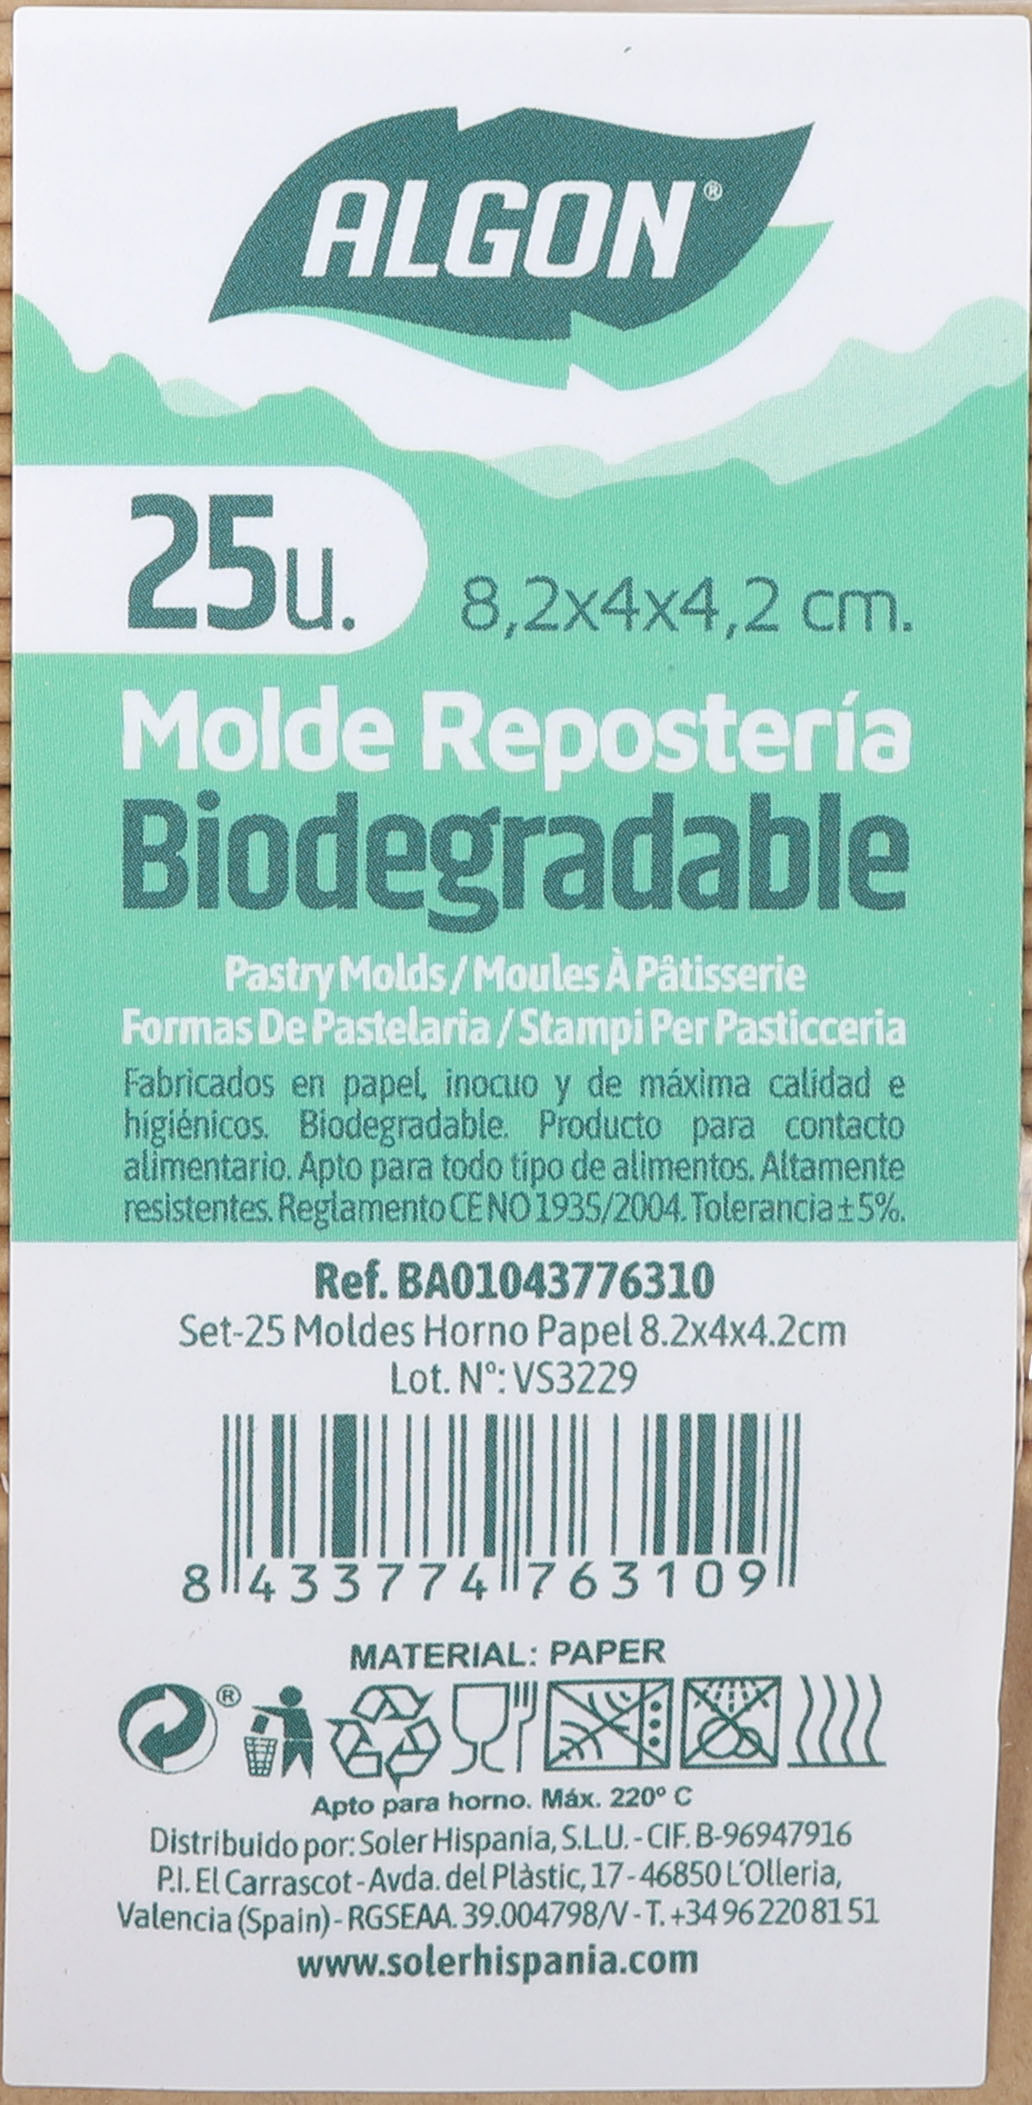 ALGON®
25u.
8,2x4x4,2 cm.
Molde Repostería
Biodegradable
Pastry Molds / Moules À Pâtisserie
Formas De Pastelaria / Stampi Per Pasticceria
Fabricados en papel, inocuo y de máxima calidad e
higiénicos. Biodegradable. Producto para contacto
alimentario. Apto para todo tipo de alimentos. Altamente
resistentes. Reglamento CE NO 1935/2004. Tolerancia ± 5%.
Ref. BA01043776310
Set-25 Moldes Horno Papel 8.2x4x4.2cm
Lot. Nº: VS3229
8 433774 763109
MATERIAL: PAPER
®
Apto para horno. Máx. 220º C
Distribuido por: Soler Hispania, S.L.U. - CIF. B-96947916
P.I. El Carrascot - Avda. del Plàstic, 17 - 46850 L'Olleria,
Valencia (Spain) - RGSEAA. 39.004798/V - T. +34 96 220 81 51
www.solerhispania.com